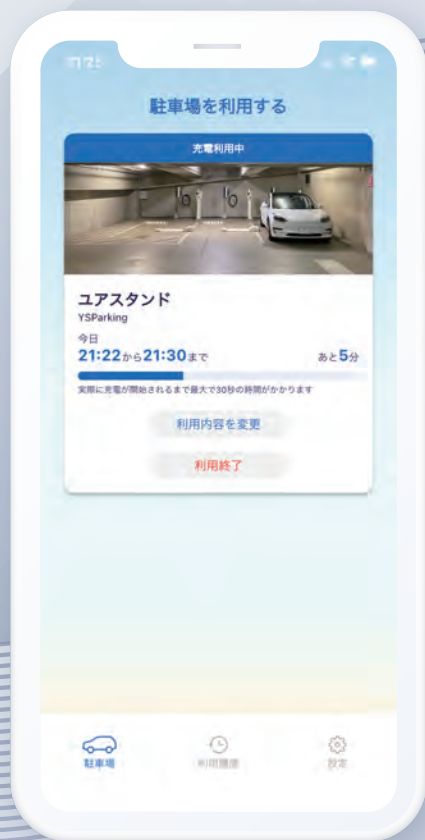 駐車場を利用する
充電利用中
ユアスタンド
YSParking
今日
21:22から21:30まで
あと5分
実際に充電が開始されるまで最大で30秒の時間がかかります
利用内容を変更
利用終了
駐車場
利用履歴
設定